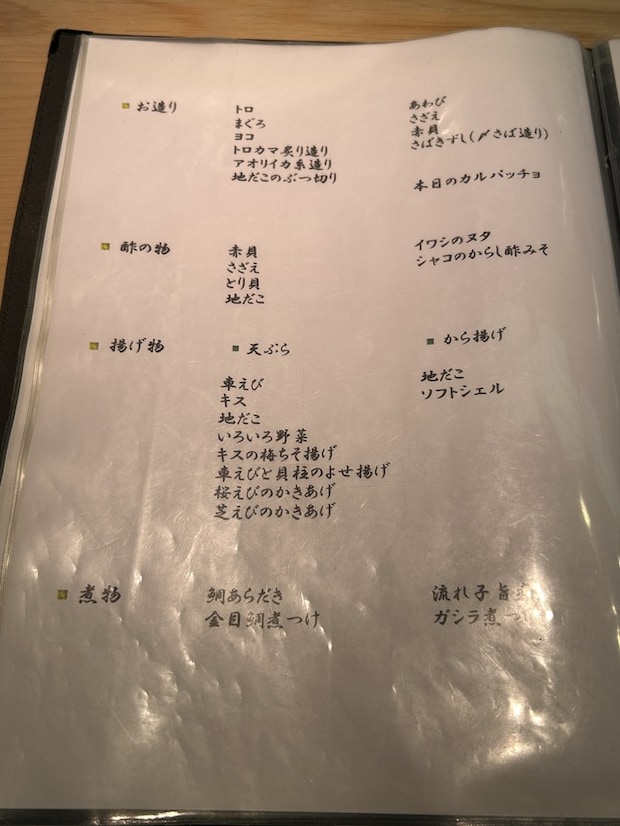 お造り
トロ
まぐろ
ヨコ
トロカマ炙り造り
アオリイカ糸造り
地だこのぶつ切り
あわび
さざえ
赤貝
さばきずし(〆さば造り)
本日のカルパッチョ
酢の物
赤貝
さざえ
とり貝
地だこ
イワシのヌタ
シャコのからし酢みそ
揚げ物
天ぷら
車えび
キス
地だこ
いろいろ野菜
キスの梅ちそ揚げ
車えびと貝柱のよせ揚げ
桜えびのかきあげ
芝えびのかきあげ
から揚げ
地だこ
ソフトシェル
煮物
鯛あらだき
金目鯛煮つけ
流れ子旨
ガシラ煮つけ